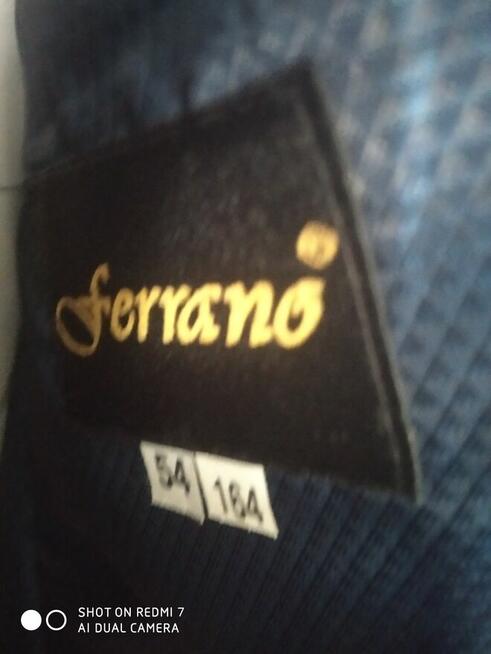 ferrano®
54 164
SHOT ON REDMI 7
AI DUAL CAMERA